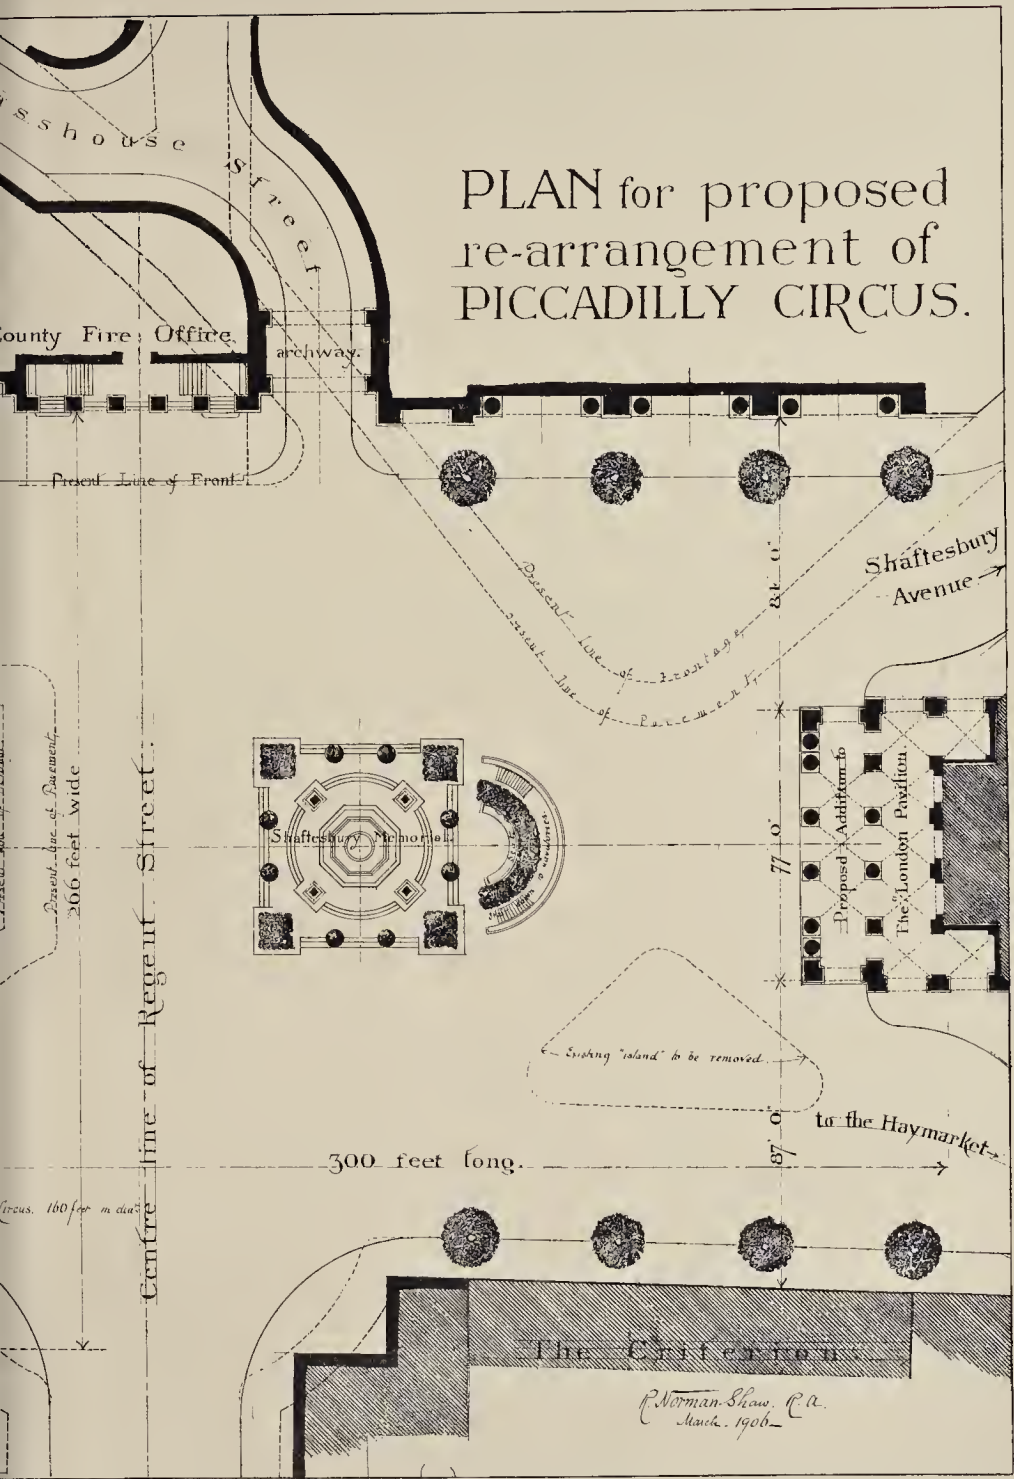 PLAN for proposed
re-arrangement of
PICCADILLY CIRCUS.
sshouse Street.
County Fire Office.
archway.
Present Line of Front
Shaftesbury
Avenue
Present line of frontage
line of Pavement
81' 0"
Present line of Pavement
266 feet wide
Centre line of Regent Street.
Shaftesbury Memorial.
77' 0"
Proposed Addition to
The "London Pavilion.
Existing "island" to be removed.
to the Haymarket
87' 0"
300 feet long.
Circus. 160 feet in dia
The Criterion.
R. Norman Shaw. R.A.
March. 1906